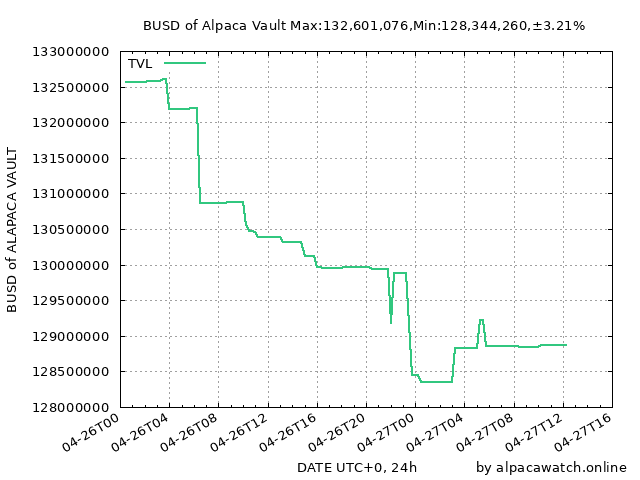 BUSD of Alpaca Vault Max:132,601,076,Min:128,344,260,±3.21%
TVL
133000000
132500000
132000000
131500000
131000000
130500000
130000000
129500000
129000000
128500000
128000000
BUSD of ALAPACA VAULT
04-26T00
04-26T04
04-26T08
04-26T12
04-26T16
04-26T20
04-27T00
04-27T04
04-27T08
04-27T12
04-27T16
DATE UTC+0, 24h
by alpacawatch.online